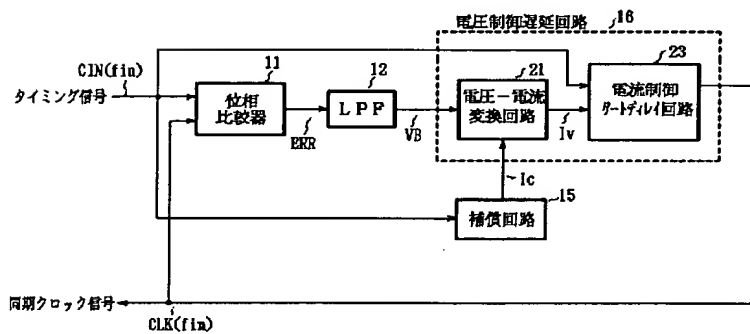 電圧制御遅延回路
16
CIN(fin)
タイミング信号
11
位相
比較器
ERR
12
LPF
VB
21
電圧－電流
変換回路
Iv
23
電流制御
ゲートディレイ回路
Ic
15
補償回路
同期クロック信号
CLK(fin)